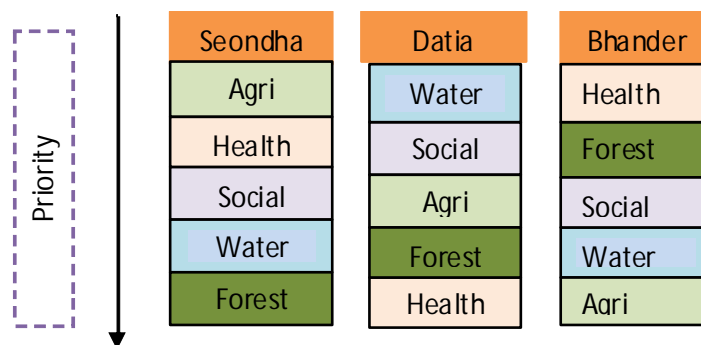 Priority
Seondha
Agri
Health
Social
Water
Forest
Datia
Water
Social
Agri
Forest
Health
Bhander
Health
Forest
Social
Water
Agri